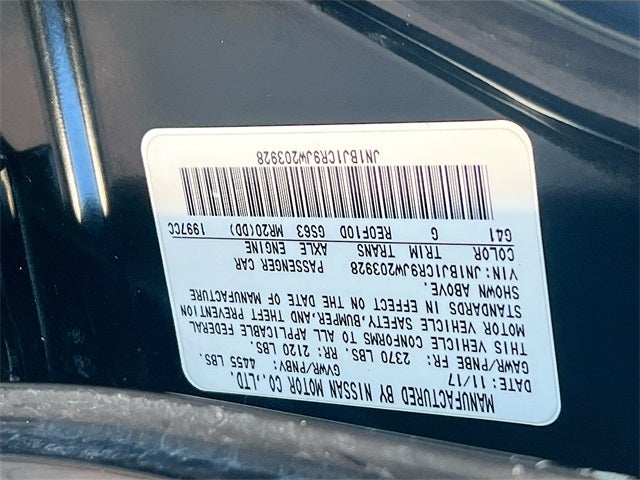 MANUFACTURED BY NISSAN MOTOR CO.,LTD.
DATE: 11/17 GVWR/PNBV: 4455 LBS.
GAWR/PNBE FR: 2370 LBS. RR: 2120 LBS.
THIS VEHICLE CONFORMS TO ALL APPLICABLE FEDERAL
MOTOR VEHICLE SAFETY,BUMPER,AND THEFT PREVENTION
STANDARDS IN EFFECT ON THE DATE OF MANUFACTURE
SHOWN ABOVE.
VIN: JN1BJ1CR9JW203928 PASSENGER CAR
COLOR TRIM TRANS AXLE ENGINE
G41 G RE0F10D GS63 MR20(DD) 1997CC
JN1BJ1CR9JW203928